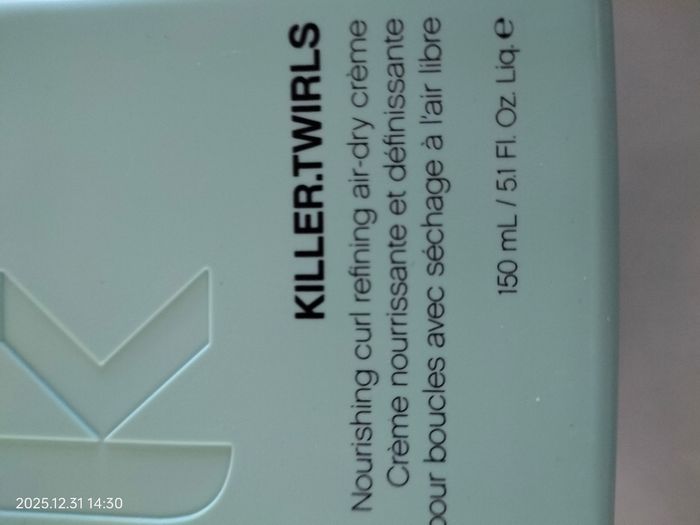 KILLER.TWIRLS
Nourishing curl refining air-dry crème
Crème nourrissante et définissante
pour boucles avec séchage à l'air libre
150 mL / 5.1 Fl. Oz. Liq. ℮
2025.12.31 14:30